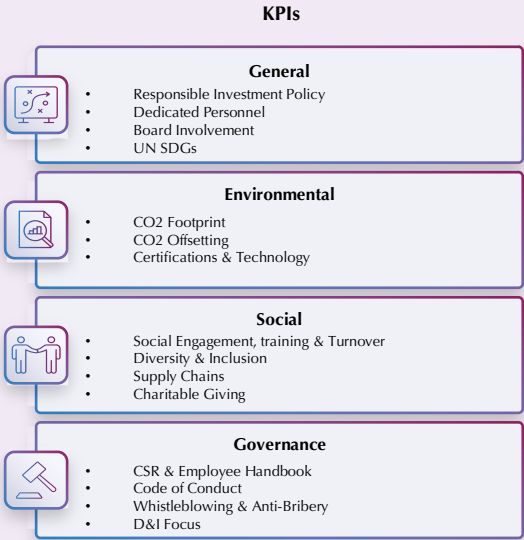 KPIs
General
• Responsible Investment Policy
• Dedicated Personnel
• Board Involvement
• UN SDGs
Environmental
• CO2 Footprint
• CO2 Offsetting
• Certifications & Technology
Social
• Social Engagement, training & Turnover
• Diversity & Inclusion
• Supply Chains
• Charitable Giving
Governance
• CSR & Employee Handbook
• Code of Conduct
• Whistleblowing & Anti-Bribery
• D&I Focus